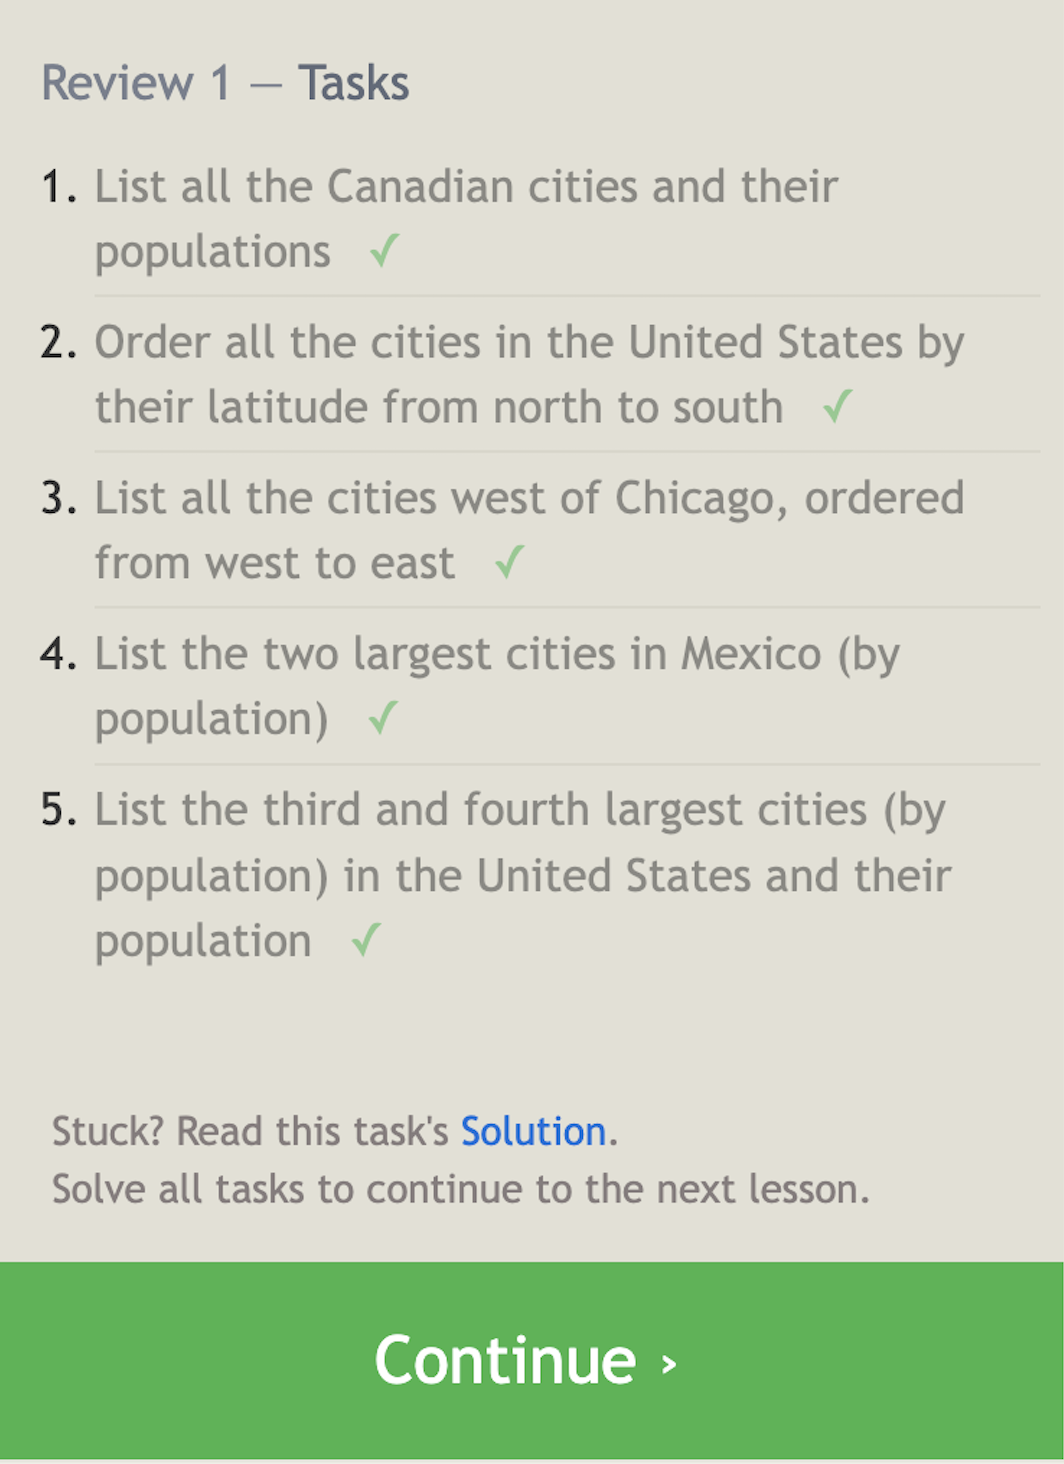 Review 1 — Tasks
1. List all the Canadian cities and their
populations ✓
2. Order all the cities in the United States by
their latitude from north to south ✓
3. List all the cities west of Chicago, ordered
from west to east ✓
4. List the two largest cities in Mexico (by
population) ✓
5. List the third and fourth largest cities (by
population) in the United States and their
population ✓
Stuck? Read this task's Solution.
Solve all tasks to continue to the next lesson.
Continue ›